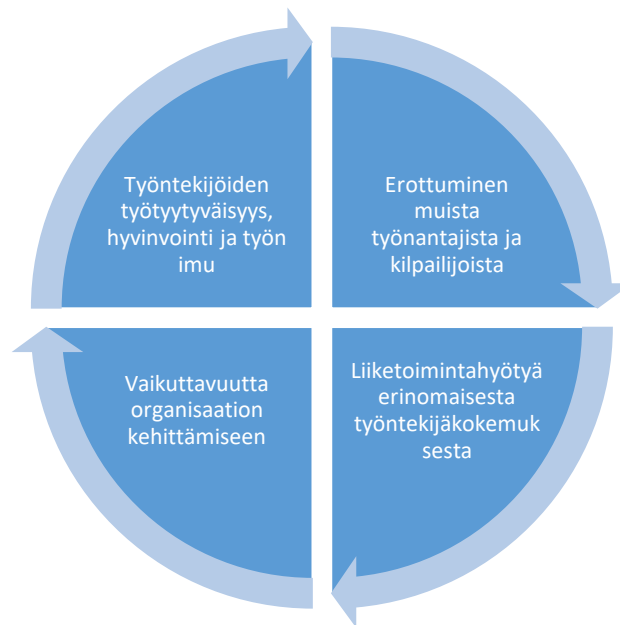 Työntekijöiden
työtyytyväisyys,
hyvinvointi ja työn
imu
Erottuminen
muista
työnantajista ja
kilpailijoista
Vaikuttavuutta
organisaation
kehittämiseen
Liiketoimintahyötyä
erinomaisesta
työntekijäkokemuk
sesta